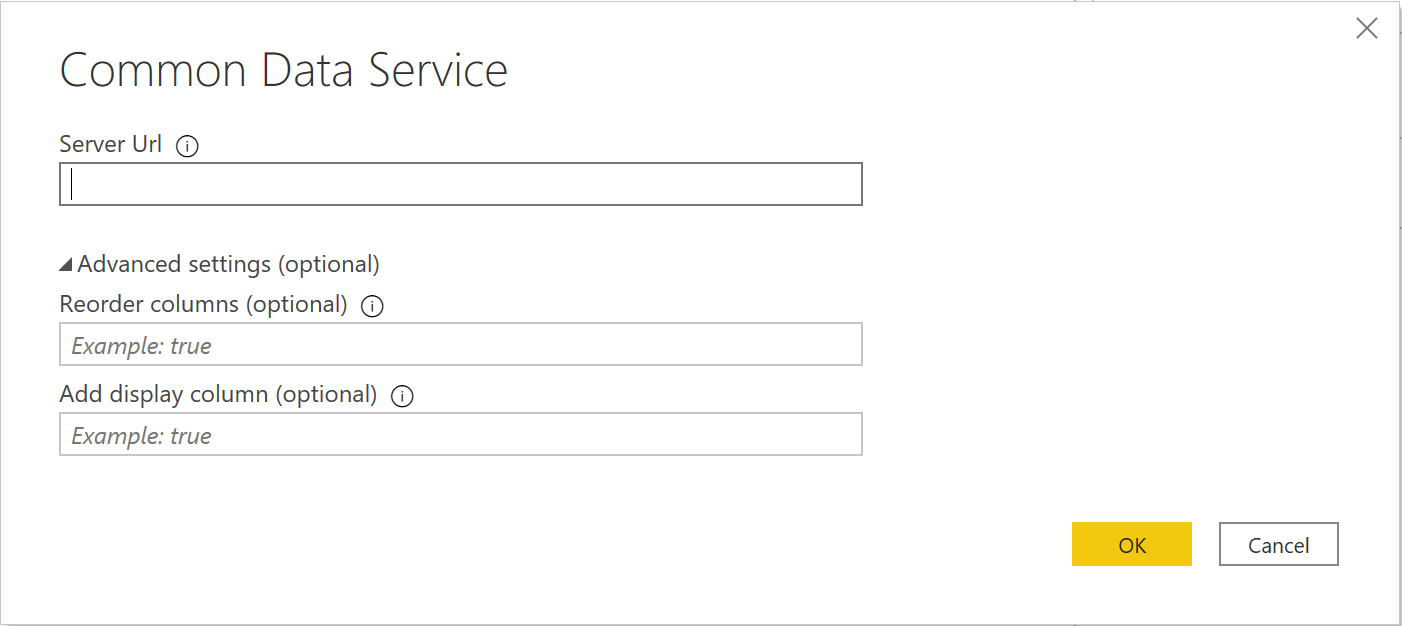 Common Data Service
Server Url
Advanced settings (optional)
Reorder columns (optional)
Example: true
Add display column (optional)
Example: true
OK
Cancel